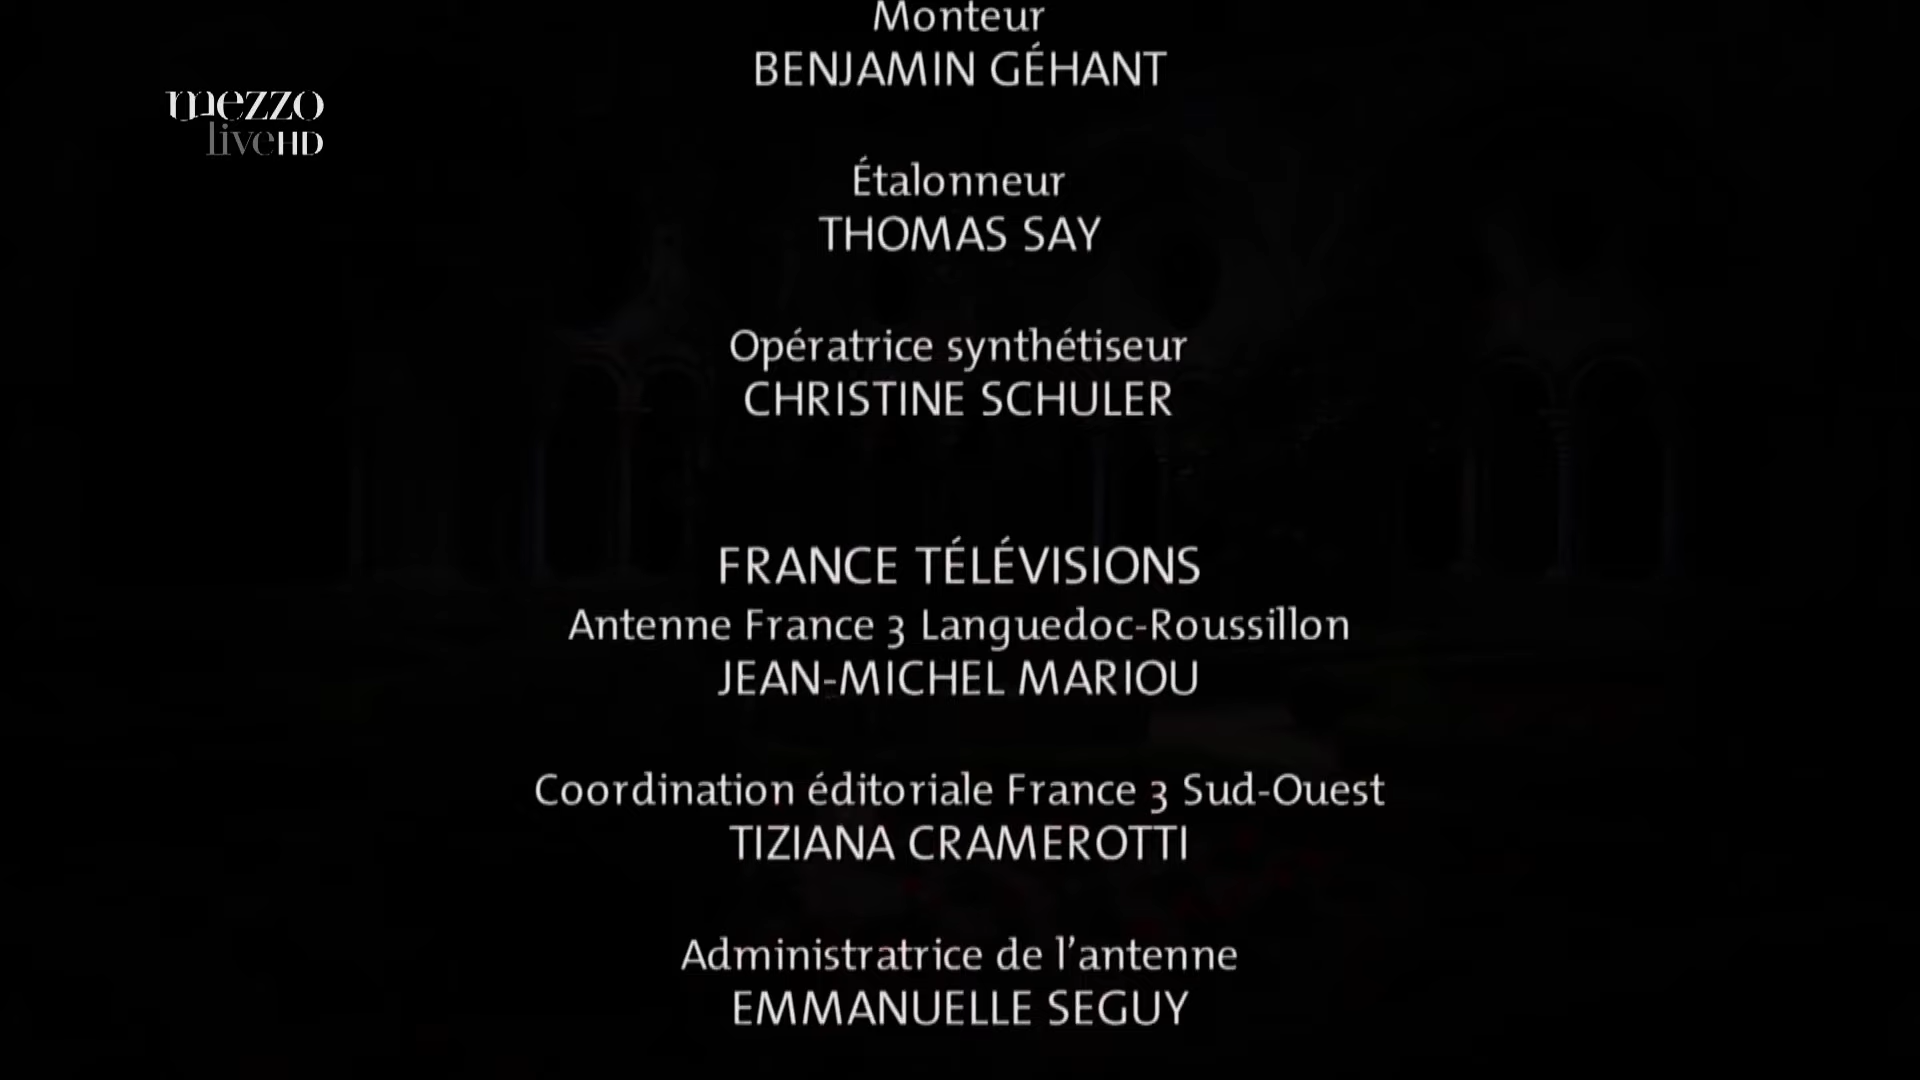 Monteur
BENJAMIN GÉHANT
mezzo
liveHD
Étalonneur
THOMAS SAY
Opératrice synthétiseur
CHRISTINE SCHULER
FRANCE TÉLÉVISIONS
Antenne France 3 Languedoc-Roussillon
JEAN-MICHEL MARIOU
Coordination éditoriale France 3 Sud-Ouest
TIZIANA CRAMEROTTI
Administratrice de l’antenne
EMMANUELLE SEGUY